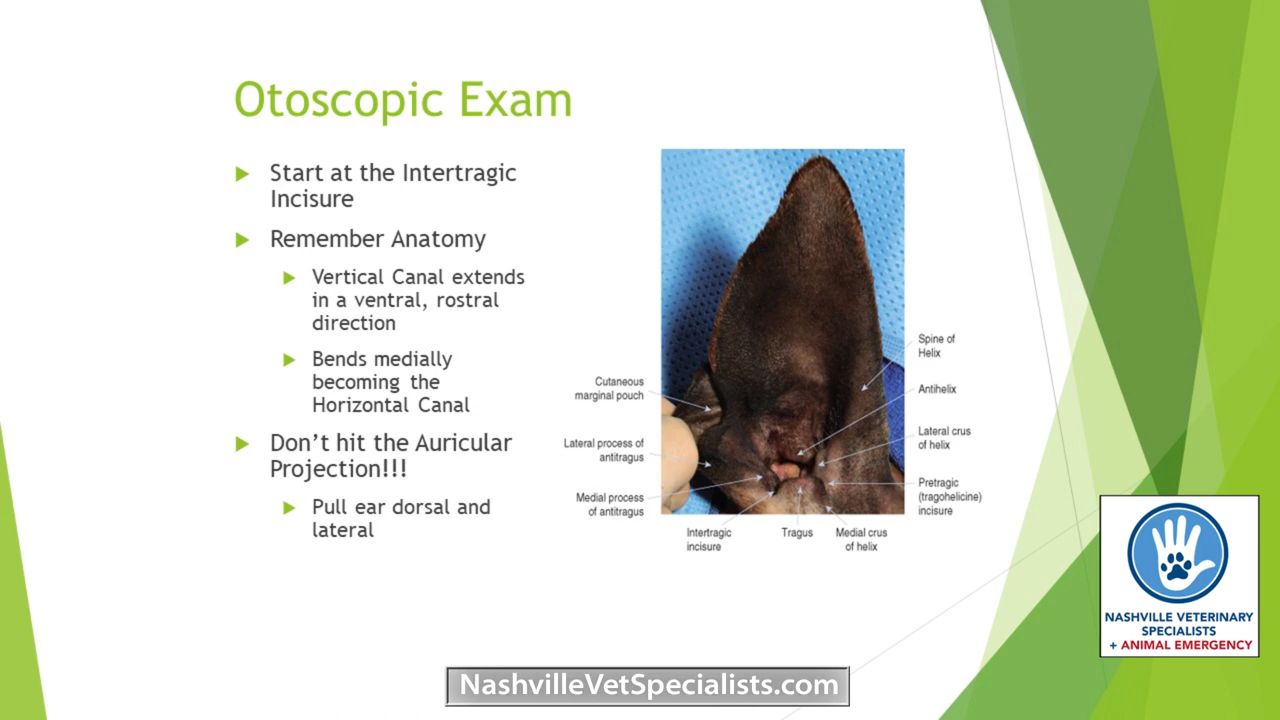 Otoscopic Exam
Start at the Intertragic
Incisure
Remember Anatomy
Vertical Canal extends
in a ventral, rostral
direction
Bends medially
becoming the
Horizontal Canal
Don’t hit the Auricular
Projection!!!
Pull ear dorsal and
lateral
Cutaneous
marginal pouch
Lateral process of
antitragus
Medial process
of antitragus
Intertragic
incisure
Tragus
Medial crus
of helix
Spine of
Helix
Antihelix
Lateral crus
of helix
Pretragic
(tragohelicine)
incisure
NASHVILLE VETERINARY
SPECIALISTS
+ ANIMAL EMERGENCY
NashvilleVetSpecialists.com